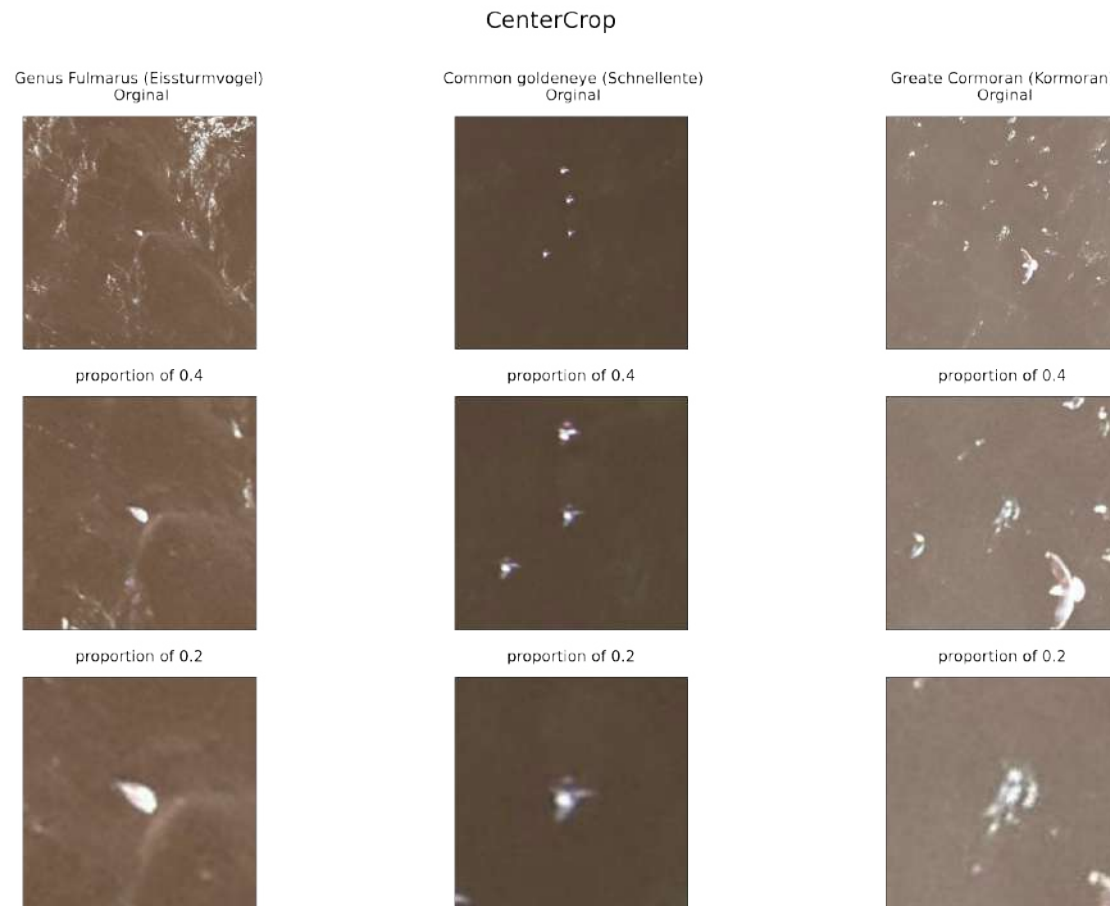 CenterCrop
Genus Fulmarus (Eissturmvogel)
Orginal
Common goldeneye (Schnellente)
Orginal
Greate Cormoran (Kormoran)
Orginal
proportion of 0.4
proportion of 0.4
proportion of 0.4
proportion of 0.2
proportion of 0.2
proportion of 0.2